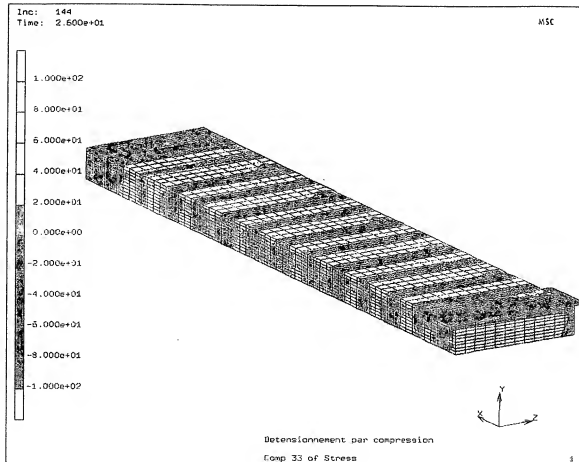 Inc: 144
Time: 2.600e+01
MSC
1.000e+02
8.000e+01
6.000e+01
4.000e+01
2.000e+01
0.000e+00
-2.000e+01
-4.000e+01
-6.000e+01
-8.000e+01
-1.000e+02
Y
X
Z
Detensionnement par compression
Comp 33 of Stress
1